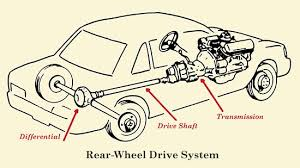 Transmission
Drive Shaft
Differential
Rear-Wheel Drive System